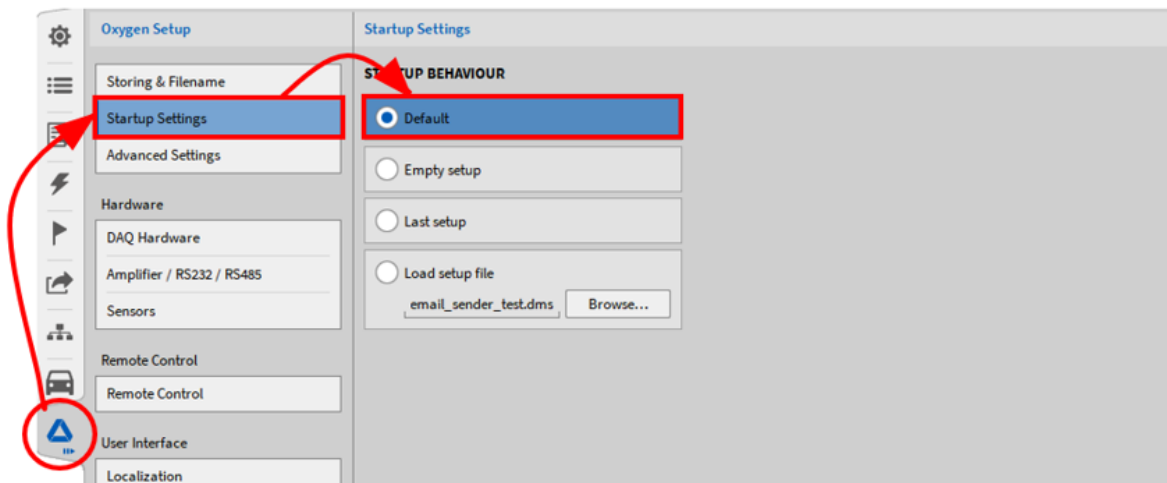 Oxygen Setup
Startup Settings
Storing & Filename
Startup Settings
Advanced Settings
Hardware
DAQ Hardware
Amplifier / RS232 / RS485
Sensors
Remote Control
Remote Control
User Interface
Localization
STARTUP BEHAVIOUR
Default
Empty setup
Last setup
Load setup file
email_sender_test.dms Browse...